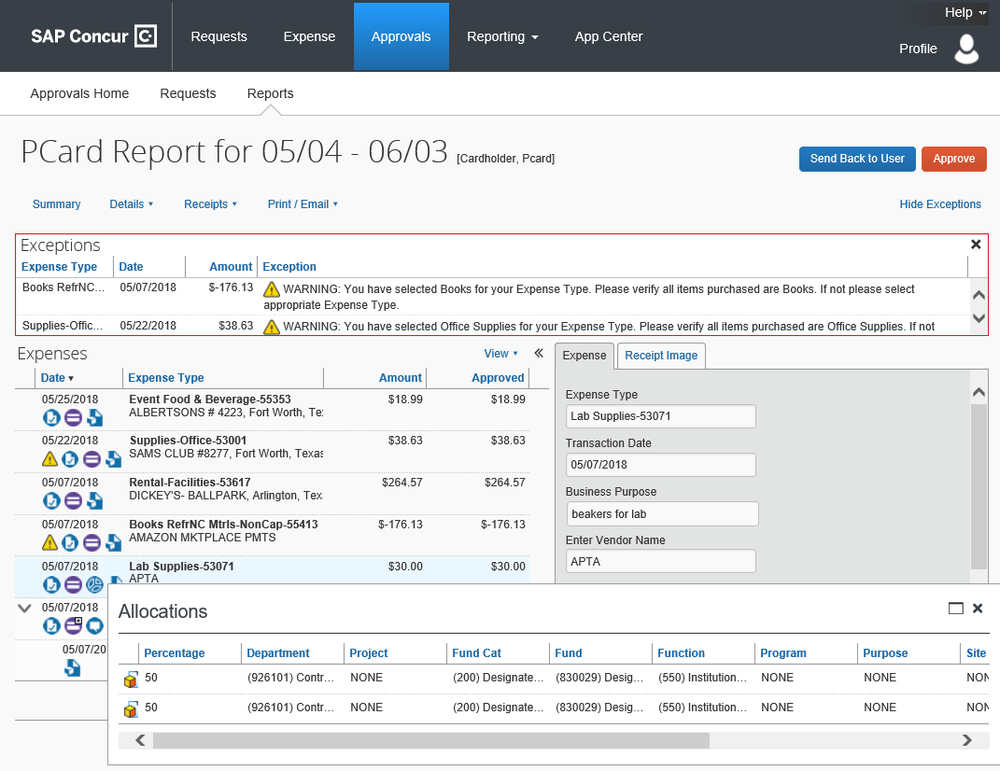 SAP Concur
Requests
Expense
Approvals
Reporting
App Center
Help
Profile
Approvals Home
Requests
Reports
PCard Report for 05/04 - 06/03 [Cardholder, Pcard]
Send Back to User
Approve
Summary
Details
Receipts
Print / Email
Hide Exceptions
Exceptions
Expense Type Date Amount Exception
Books RefrNC... 05/07/2018 $-176.13 WARNING: You have selected Books for your Expense Type. Please verify all items purchased are Books. If not please select
appropriate Expense Type.
Supplies-Offic... 05/22/2018 $38.63 WARNING: You have selected Office Supplies for your Expense Type. Please verify all items purchased are Office Supplies. If not
Expenses
View
Date Expense Type Amount Approved
05/25/2018 Event Food & Beverage-55353 $18.99 $18.99
ALBERTSONS # 4223, Fort Worth, Te
05/22/2018 Supplies-Office-53001 $38.63 $38.63
SAMS CLUB #8277, Fort Worth, Texas
05/07/2018 Rental-Facilities-53617 $264.57 $264.57
DICKEY'S- BALLPARK, Arlington, Tex
05/07/2018 Books RefrNC Mtrls-NonCap-55413 $-176.13 $-176.13
AMAZON MKTPLACE PMTS
05/07/2018 Lab Supplies-53071 $30.00 $30.00
APTA
05/07/2018
05/07/20
Expense
Receipt Image
Expense Type
Lab Supplies-53071
Transaction Date
05/07/2018
Business Purpose
beakers for lab
Enter Vendor Name
APTA
Allocations
Percentage Department Project Fund Cat Fund Function Program Purpose Site
50 (926101) Contr... NONE (200) Designate... (830029) Desig... (550) Institution... NONE NONE NON
50 (926101) Contr... NONE (200) Designate... (830029) Desig... (550) Institution... NONE NONE NON